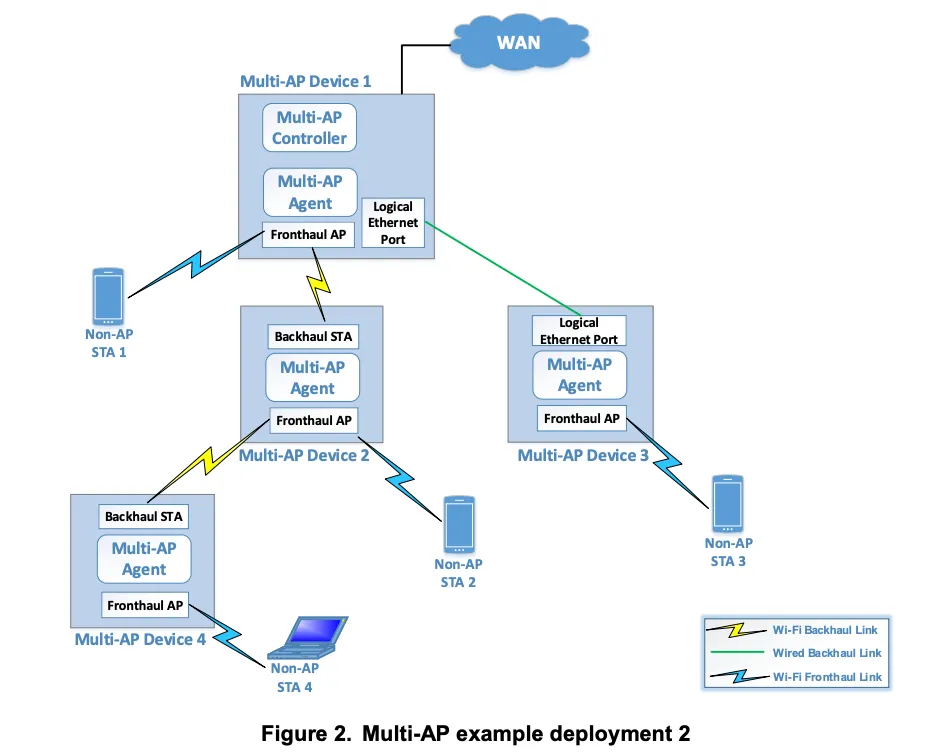 WAN
Multi-AP Device 1
Multi-AP
Controller
Multi-AP
Agent
Logical
Ethernet
Port
Fronthaul AP
Non-AP
STA 1
Backhaul STA
Multi-AP
Agent
Fronthaul AP
Multi-AP Device 2
Logical
Ethernet Port
Multi-AP
Agent
Fronthaul AP
Multi-AP Device 3
Backhaul STA
Multi-AP
Agent
Fronthaul AP
Multi-AP Device 4
Non-AP
STA 2
Non-AP
STA 3
Non-AP
STA 4
Wi-Fi Backhaul Link
Wired Backhaul Link
Wi-Fi Fronthaul Link
Figure 2. Multi-AP example deployment 2